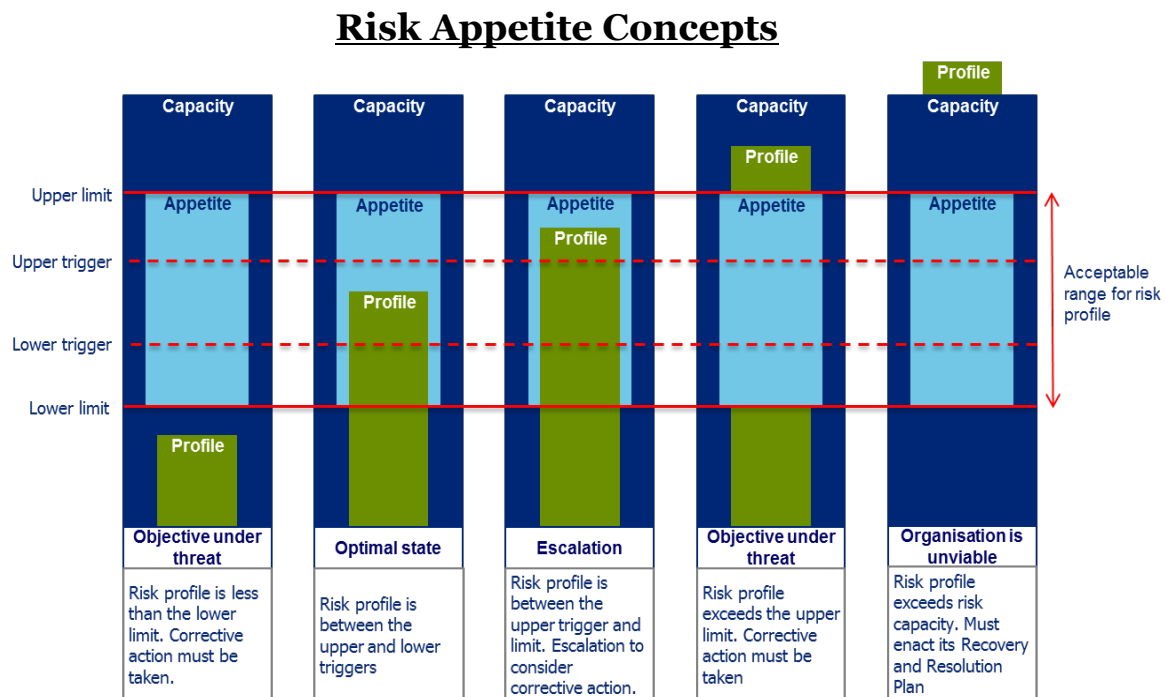 Risk Appetite Concepts
Profile
Capacity
Capacity
Capacity
Capacity
Capacity
Profile
Upper limit
Appetite
Appetite
Appetite
Appetite
Appetite
Profile
Upper trigger
Profile
Acceptable
range for risk
profile
Lower trigger
Lower limit
Profile
Objective under
threat
Optimal state
Escalation
Objective under
threat
Organisation is
unviable
Risk profile is less
than the lower
limit. Corrective
action must be
taken.
Risk profile is
between the
upper and lower
triggers
Risk profile is
between the
upper trigger and
limit. Escalation to
consider
corrective action.
Risk profile
exceeds the upper
limit. Corrective
action must be
taken
Risk profile
exceeds risk
capacity. Must
enact its Recovery
and Resolution
Plan